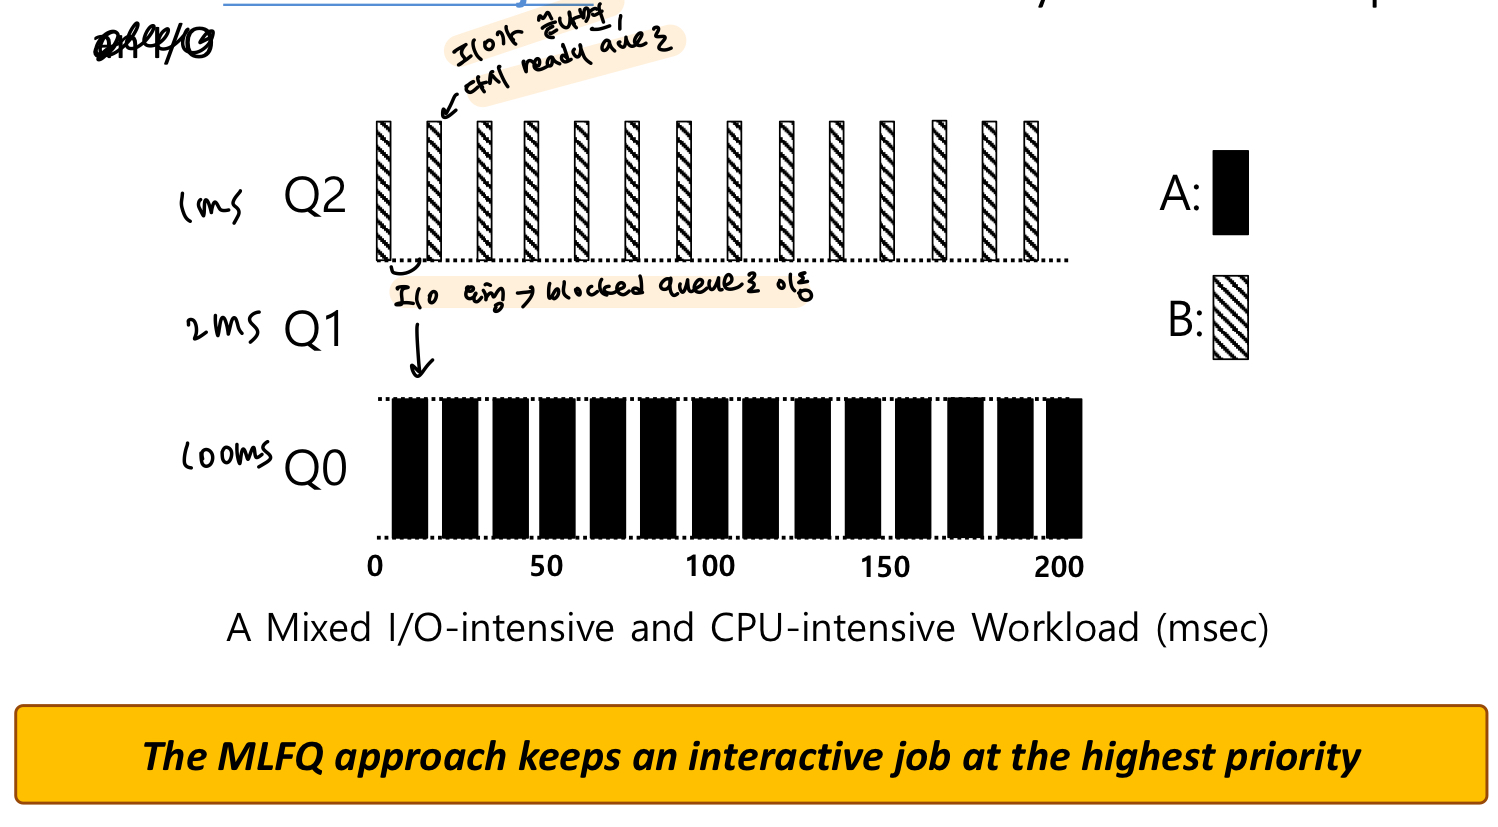 I/O가 끝나면,
다시 ready queue로
1ms Q2
A:
I/O 요청 → blocked queue로 이동
2ms Q1
B:
100ms Q0
0 50 100 150 200
A Mixed I/O-intensive and CPU-intensive Workload (msec)
The MLFQ approach keeps an interactive job at the highest priority